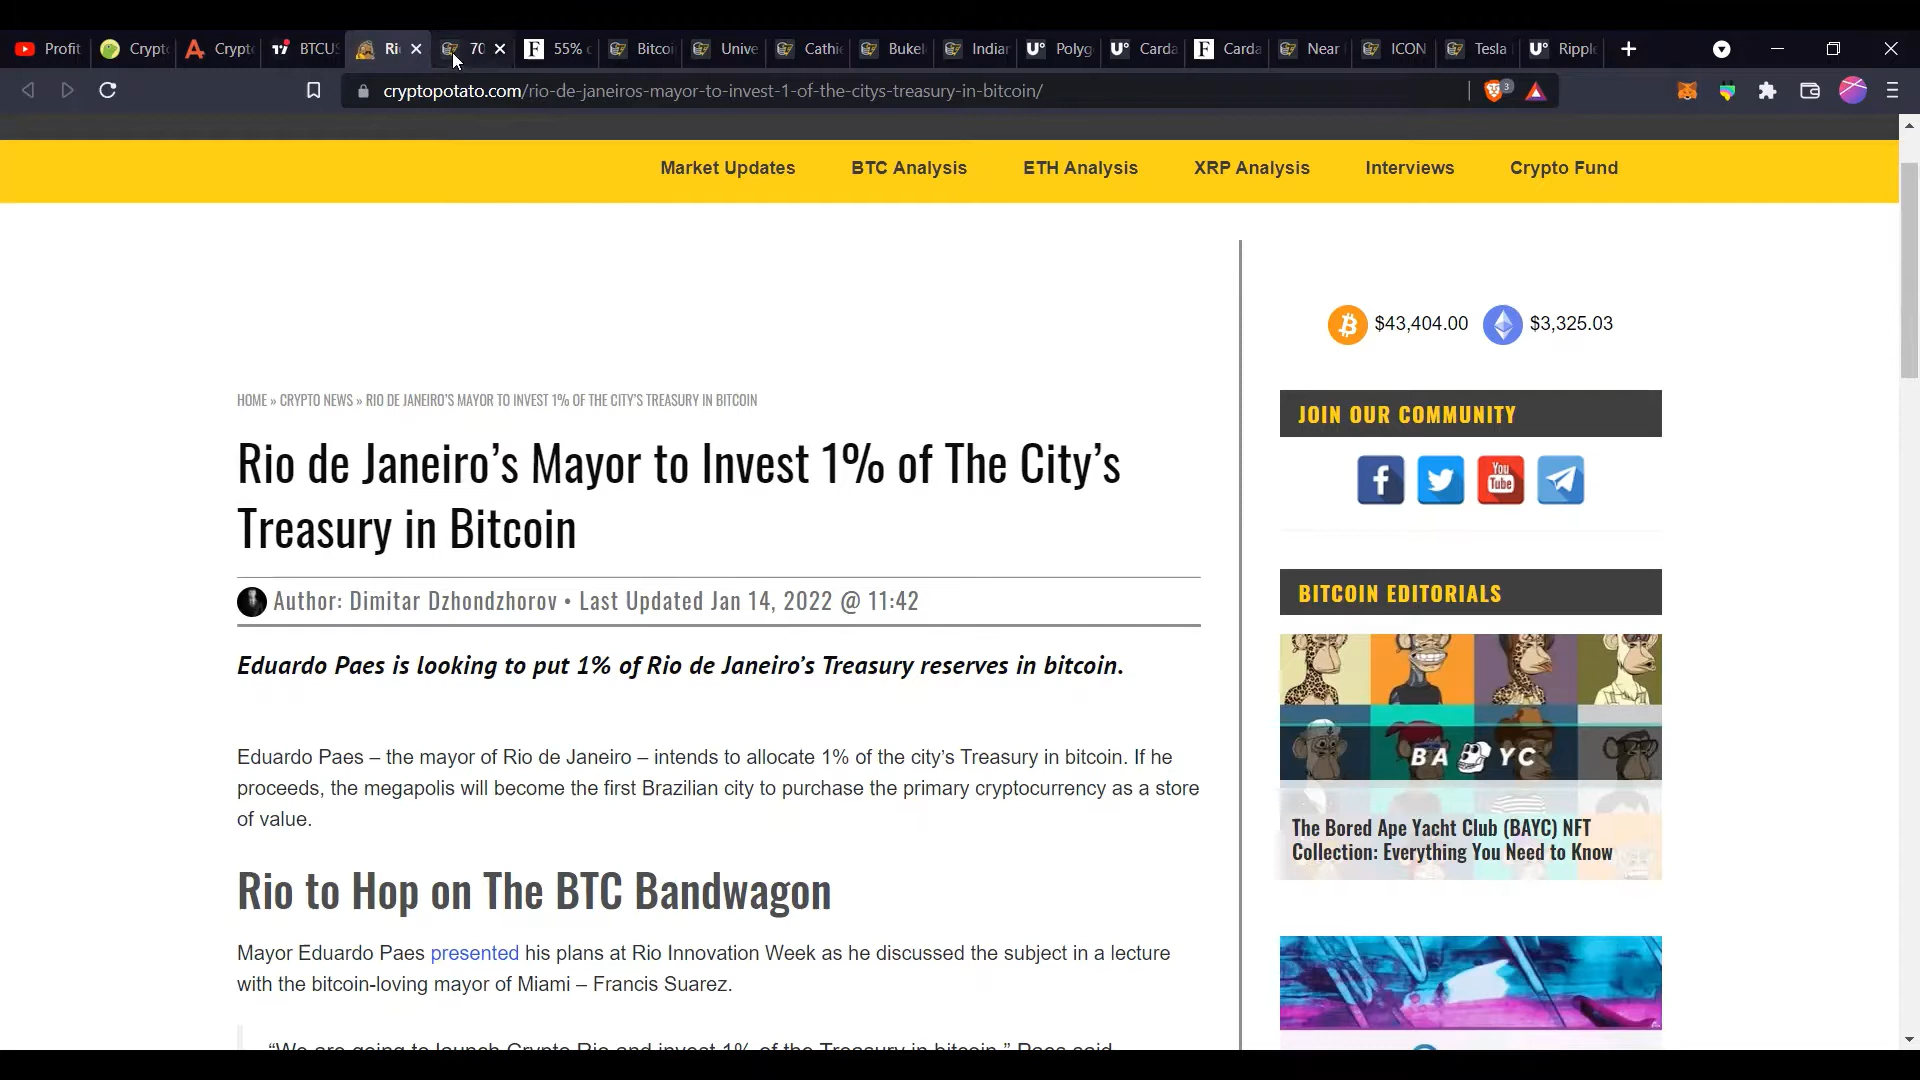 Profit
Crypt
Crypt
BTCUS
Ri
70
55%
Bitcoi
Unive
Cathi
Bukel
Indian
Polyg
Carda
Carda
Near
ICON
Tesla
Rippl
cryptopotato.com/rio-de-janeiros-mayor-to-invest-1-of-the-citys-treasury-in-bitcoin/
3
Market Updates BTC Analysis ETH Analysis XRP Analysis Interviews Crypto Fund
$43,404.00 $3,325.03
HOME » CRYPTO NEWS » RIO DE JANEIRO'S MAYOR TO INVEST 1% OF THE CITY'S TREASURY IN BITCOIN
Rio de Janeiro’s Mayor to Invest 1% of The City’s
Treasury in Bitcoin
Author: Dimitar Dzhondzhorov • Last Updated Jan 14, 2022 @ 11:42
Eduardo Paes is looking to put 1% of Rio de Janeiro’s Treasury reserves in bitcoin.
Eduardo Paes – the mayor of Rio de Janeiro – intends to allocate 1% of the city’s Treasury in bitcoin. If he
proceeds, the megapolis will become the first Brazilian city to purchase the primary cryptocurrency as a store
of value.
Rio to Hop on The BTC Bandwagon
Mayor Eduardo Paes presented his plans at Rio Innovation Week as he discussed the subject in a lecture
with the bitcoin-loving mayor of Miami – Francis Suarez.
“We are going to launch Crypto Rio and invest 1% of the Treasury in bitcoin,” Paes said
JOIN OUR COMMUNITY
You
Tube
BITCOIN EDITORIALS
BA YC
The Bored Ape Yacht Club (BAYC) NFT
Collection: Everything You Need to Know